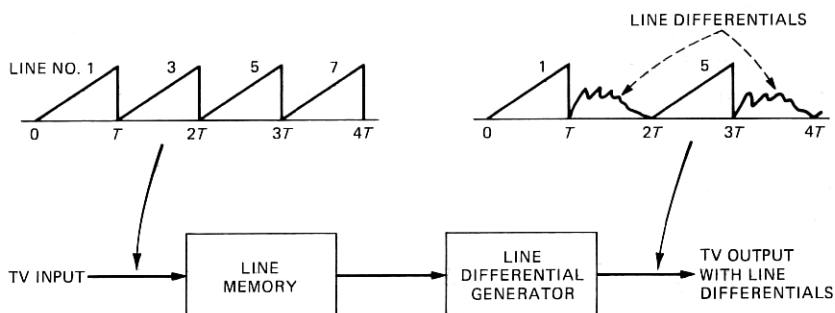 LINE DIFFERENTIALS
LINE NO. 1 3 5 7
1 5
0 T 2T 3T 4T
0 T 2T 3T 4T
TV INPUT
LINE
MEMORY
LINE
DIFFERENTIAL
GENERATOR
TV OUTPUT
WITH LINE
DIFFERENTIALS